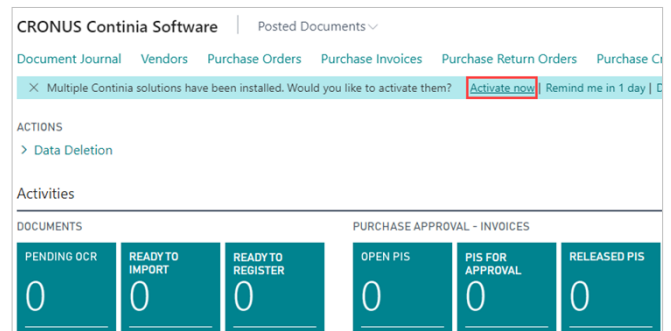 CRONUS Continia Software Posted Documents
Document Journal Vendors Purchase Orders Purchase Invoices Purchase Return Orders Purchase
Multiple Continia solutions have been installed. Would you like to activate them? Activate now | Remind me in 1 day |
ACTIONS
> Data Deletion
Activities
DOCUMENTS PURCHASE APPROVAL - INVOICES
PENDING OCR READY TO IMPORT READY TO REGISTER OPEN PIS PIS FOR APPROVAL RELEASED PIS
0 0 0 0 0 0